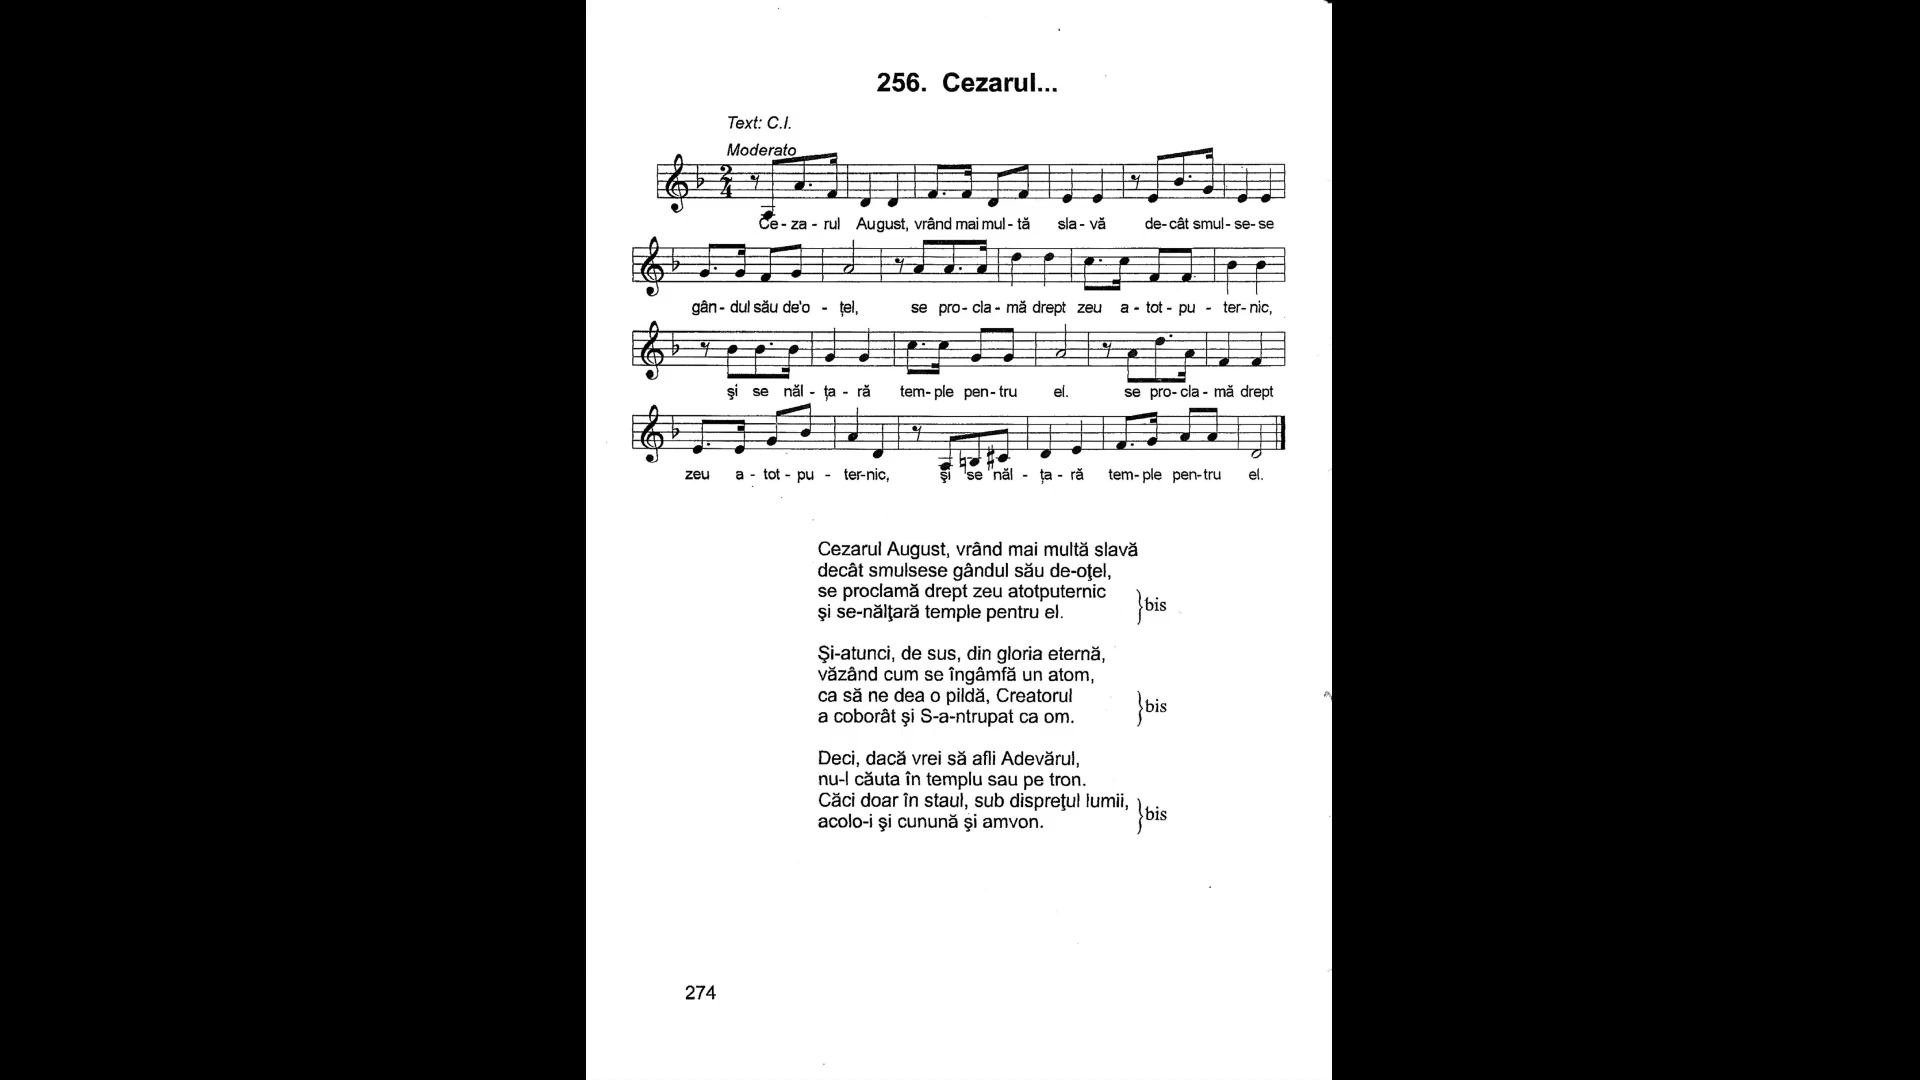 256. Cezarul...
Text: C.I.
Moderato
Ce - za - rul August, vrând mai mul - tă sla - vă de - cât smul - se - se
gân - dul său de'o - ţel, se pro - cla - mă drept zeu a - tot - pu - ter - nic,
şi se năl - ţa - ră tem - ple pen - tru el. se pro - cla - mă drept
zeu a - tot - pu - ter - nic, şi se năl - ţa - ră tem - ple pen - tru el.
Cezarul August, vrând mai multă slavă
decât smulsese gândul său de-oţel,
se proclamă drept zeu atotputernic
şi se-nălţară temple pentru el.
bis
Şi-atunci, de sus, din gloria eternă,
văzând cum se îngâmfă un atom,
ca să ne dea o pildă, Creatorul
a coborât şi S-a-ntrupat ca om.
bis
Deci, dacă vrei să afli Adevărul,
nu-l căuta în templu sau pe tron.
Căci doar în staul, sub dispreţul lumii,
acolo-i şi cunună şi amvon.
bis
274